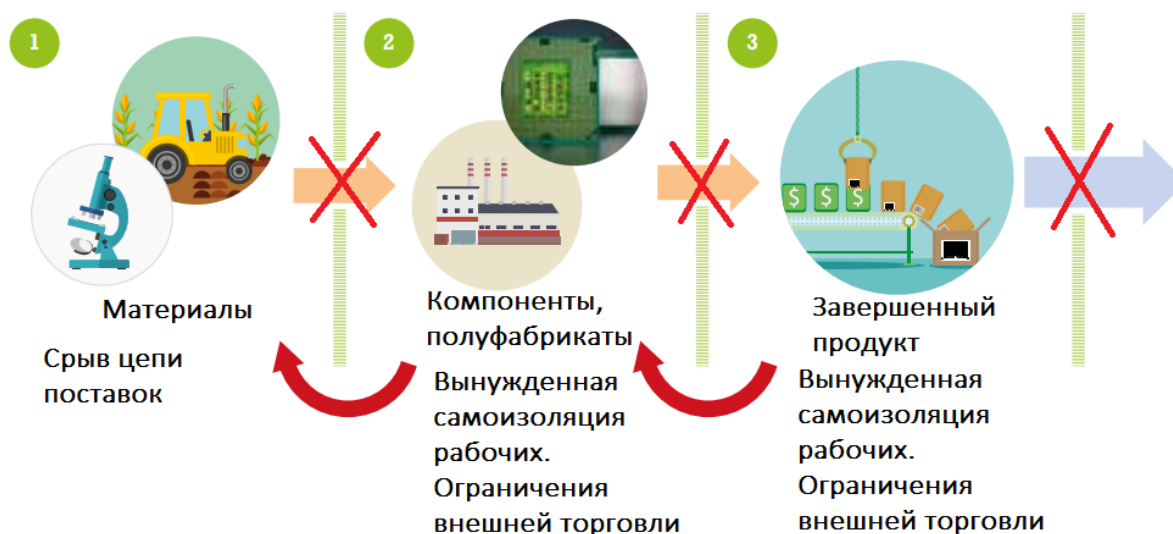 1
2
3
$ $ $
Материалы
Срыв цепи
поставок
Компоненты,
полуфабрикаты
Вынужденная
самоизоляция
рабочих.
Ограничения
внешней торговли
Завершенный
продукт
Вынужденная
самоизоляция
рабочих.
Ограничения
внешней торговли